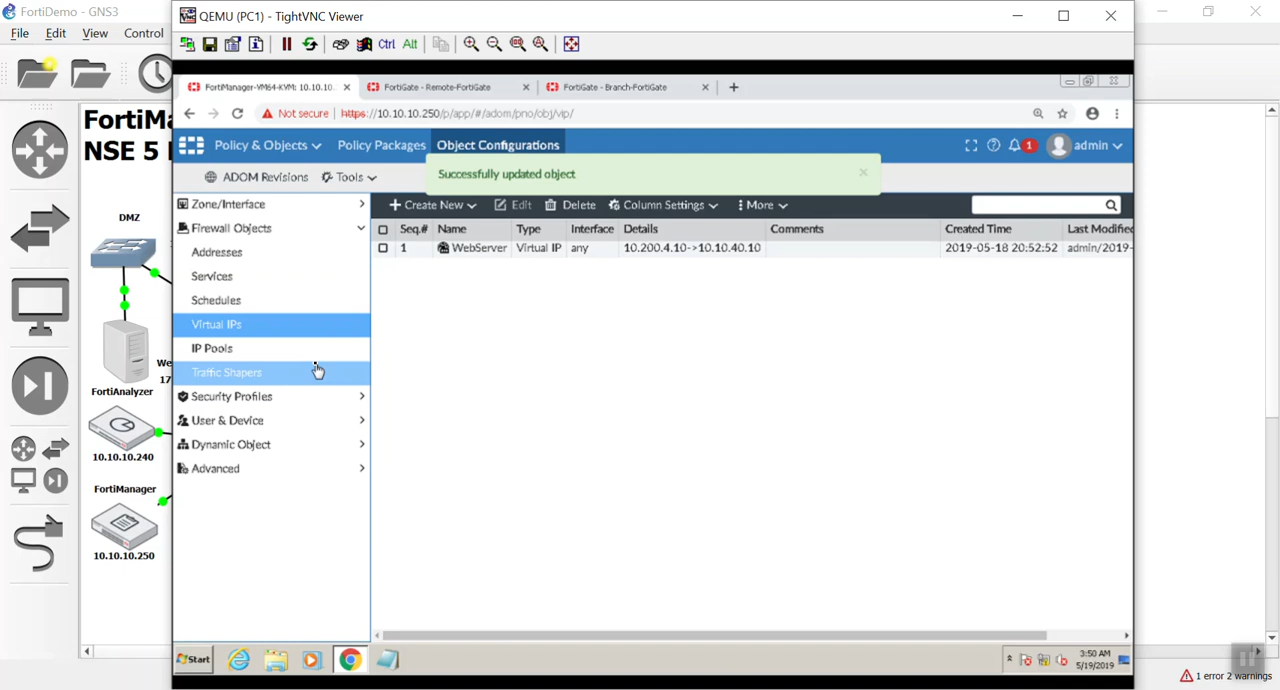 FortiDemo - GNS3
File Edit View Control
QEMU (PC1) - TightVNC Viewer
Ctrl Alt
FortiManager-VM64-KVM: 10.10.10.
FortiGate - Remote-FortiGate
FortiGate - Branch-FortiGate
Not secure
https://10.10.10.250/p/app/#/adom/pno/obj/vip/
Policy & Objects
Policy Packages
Object Configurations
1
admin
ADOM Revisions
Tools
Successfully updated object
Zone/Interface
Firewall Objects
Addresses
Services
Schedules
Virtual IPs
IP Pools
Traffic Shapers
Security Profiles
User & Device
Dynamic Object
Advanced
Create New Edit Delete Column Settings More
Seq.# Name Type Interface Details Comments Created Time Last Modified
1 WebServer Virtual IP any 10.200.4.10->10.10.40.10 2019-05-18 20:52:52 admin/2019-
FortiMa
NSE 5
DMZ
We
17
FortiAnalyzer
10.10.10.240
FortiManager
10.10.10.250
Start
3:50 AM
5/19/2019
1 error 2 warnings